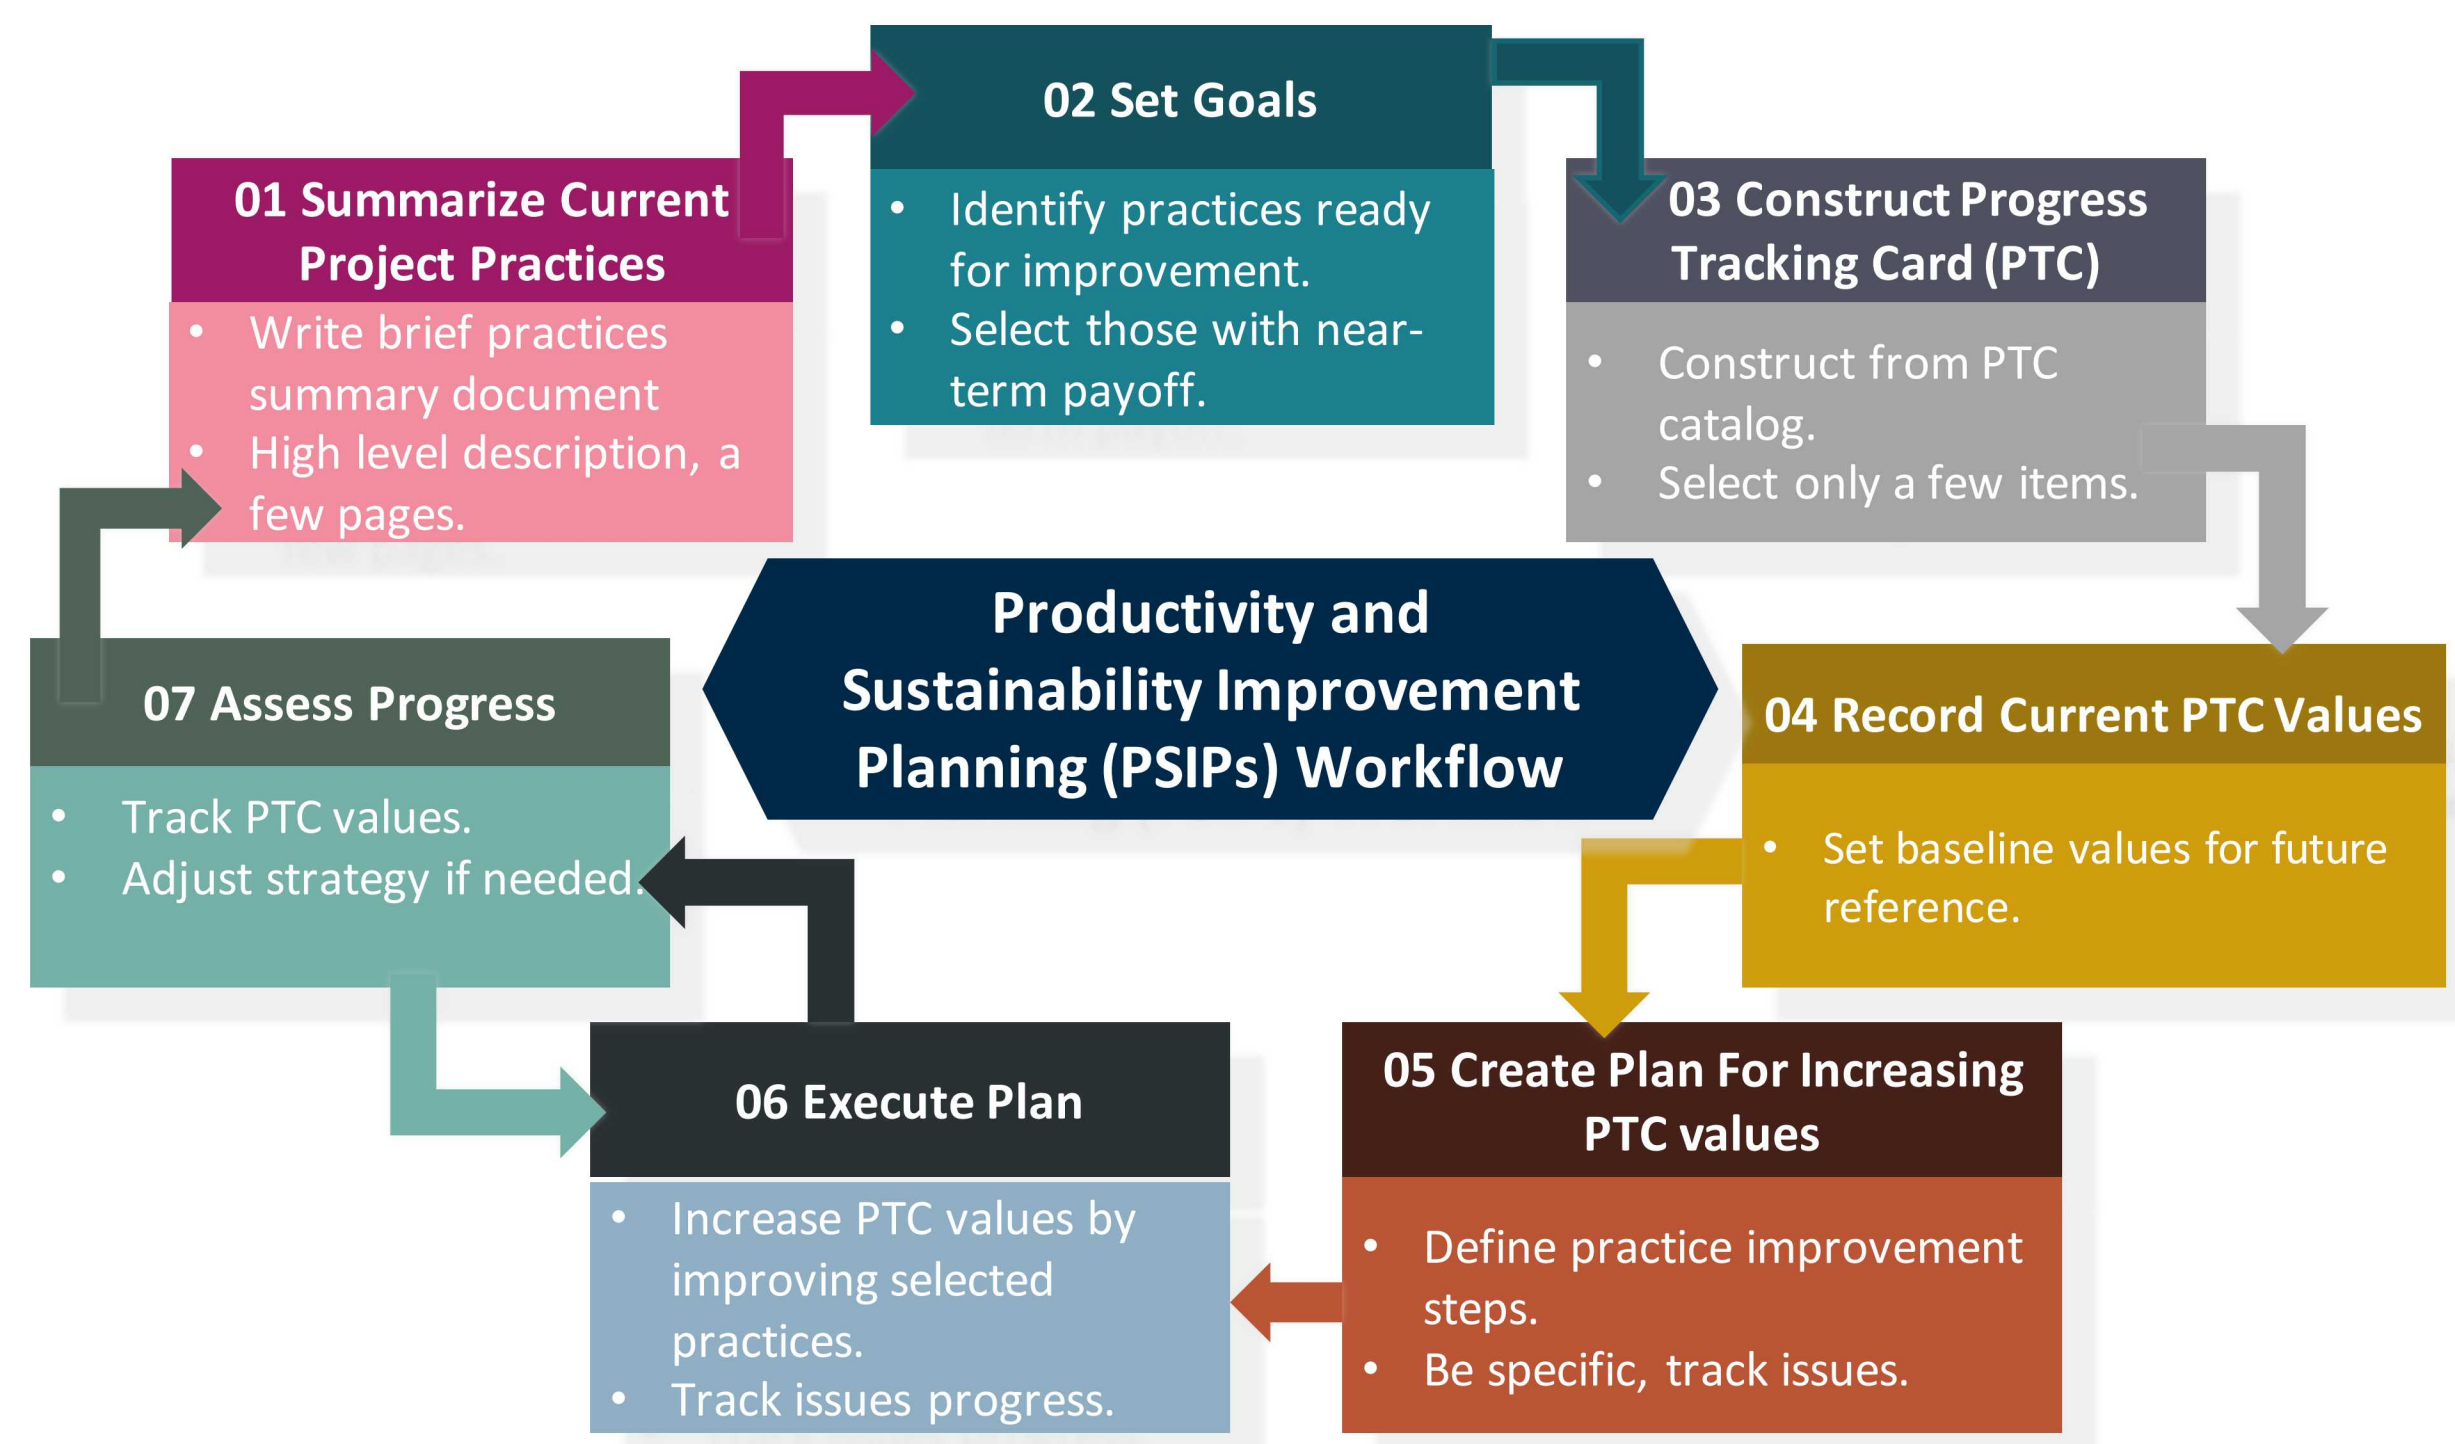 01 Summarize Current
Project Practices
• Write brief practices
summary document
• High level description, a
few pages.
02 Set Goals
• Identify practices ready
for improvement.
• Select those with near-
term payoff.
03 Construct Progress
Tracking Card (PTC)
• Construct from PTC
catalog.
• Select only a few items.
Productivity and
Sustainability Improvement
Planning (PSIPs) Workflow
04 Record Current PTC Values
• Set baseline values for future
reference.
05 Create Plan For Increasing
PTC values
• Define practice improvement
steps.
• Be specific, track issues.
06 Execute Plan
• Increase PTC values by
improving selected
practices.
• Track issues progress.
07 Assess Progress
• Track PTC values.
• Adjust strategy if needed.